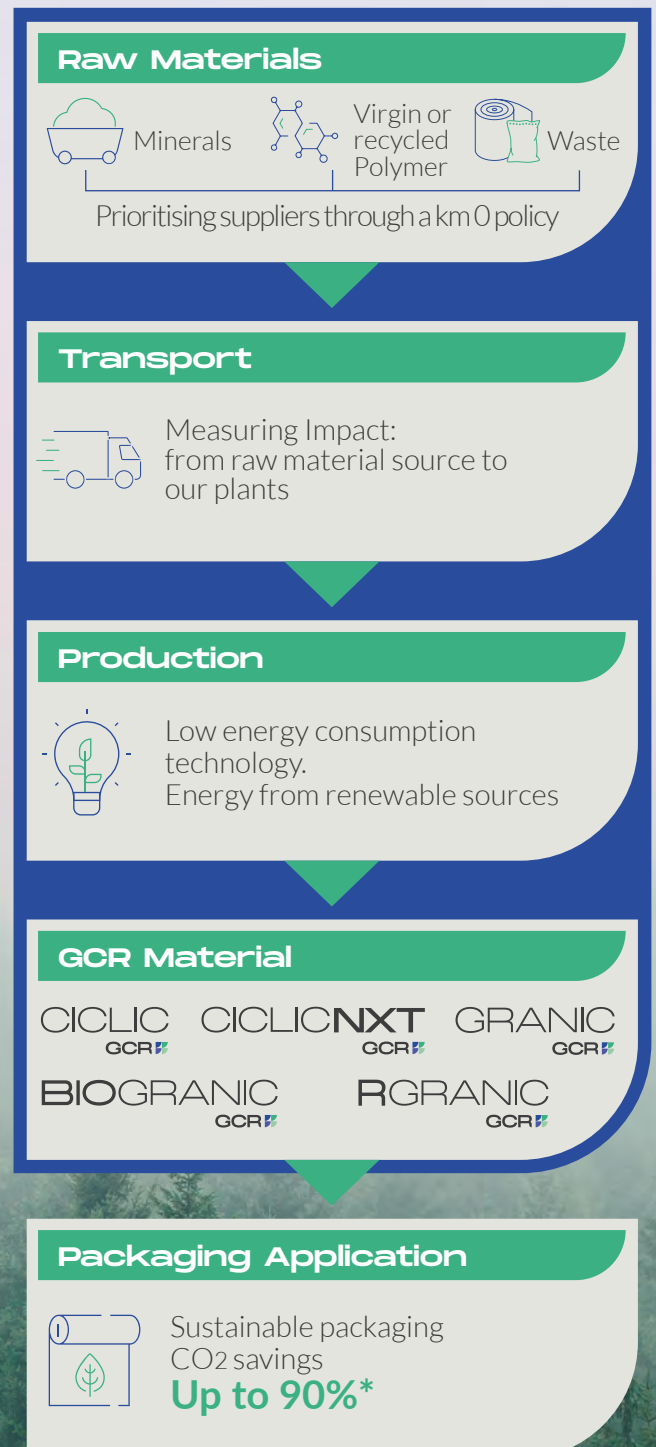 Raw Materials
Minerals
Virgin or
recycled
Polymer
Waste
Prioritising suppliers through a km 0 policy
Transport
Measuring Impact:
from raw material source to
our plants
Production
Low energy consumption
technology.
Energy from renewable sources
GCR Material
CICLIC CICLICNXT GRANIC
GCR GCR GCR
BIOGRANIC RGRANIC
GCR GCR
Packaging Application
Sustainable packaging
CO2 savings
Up to 90%*